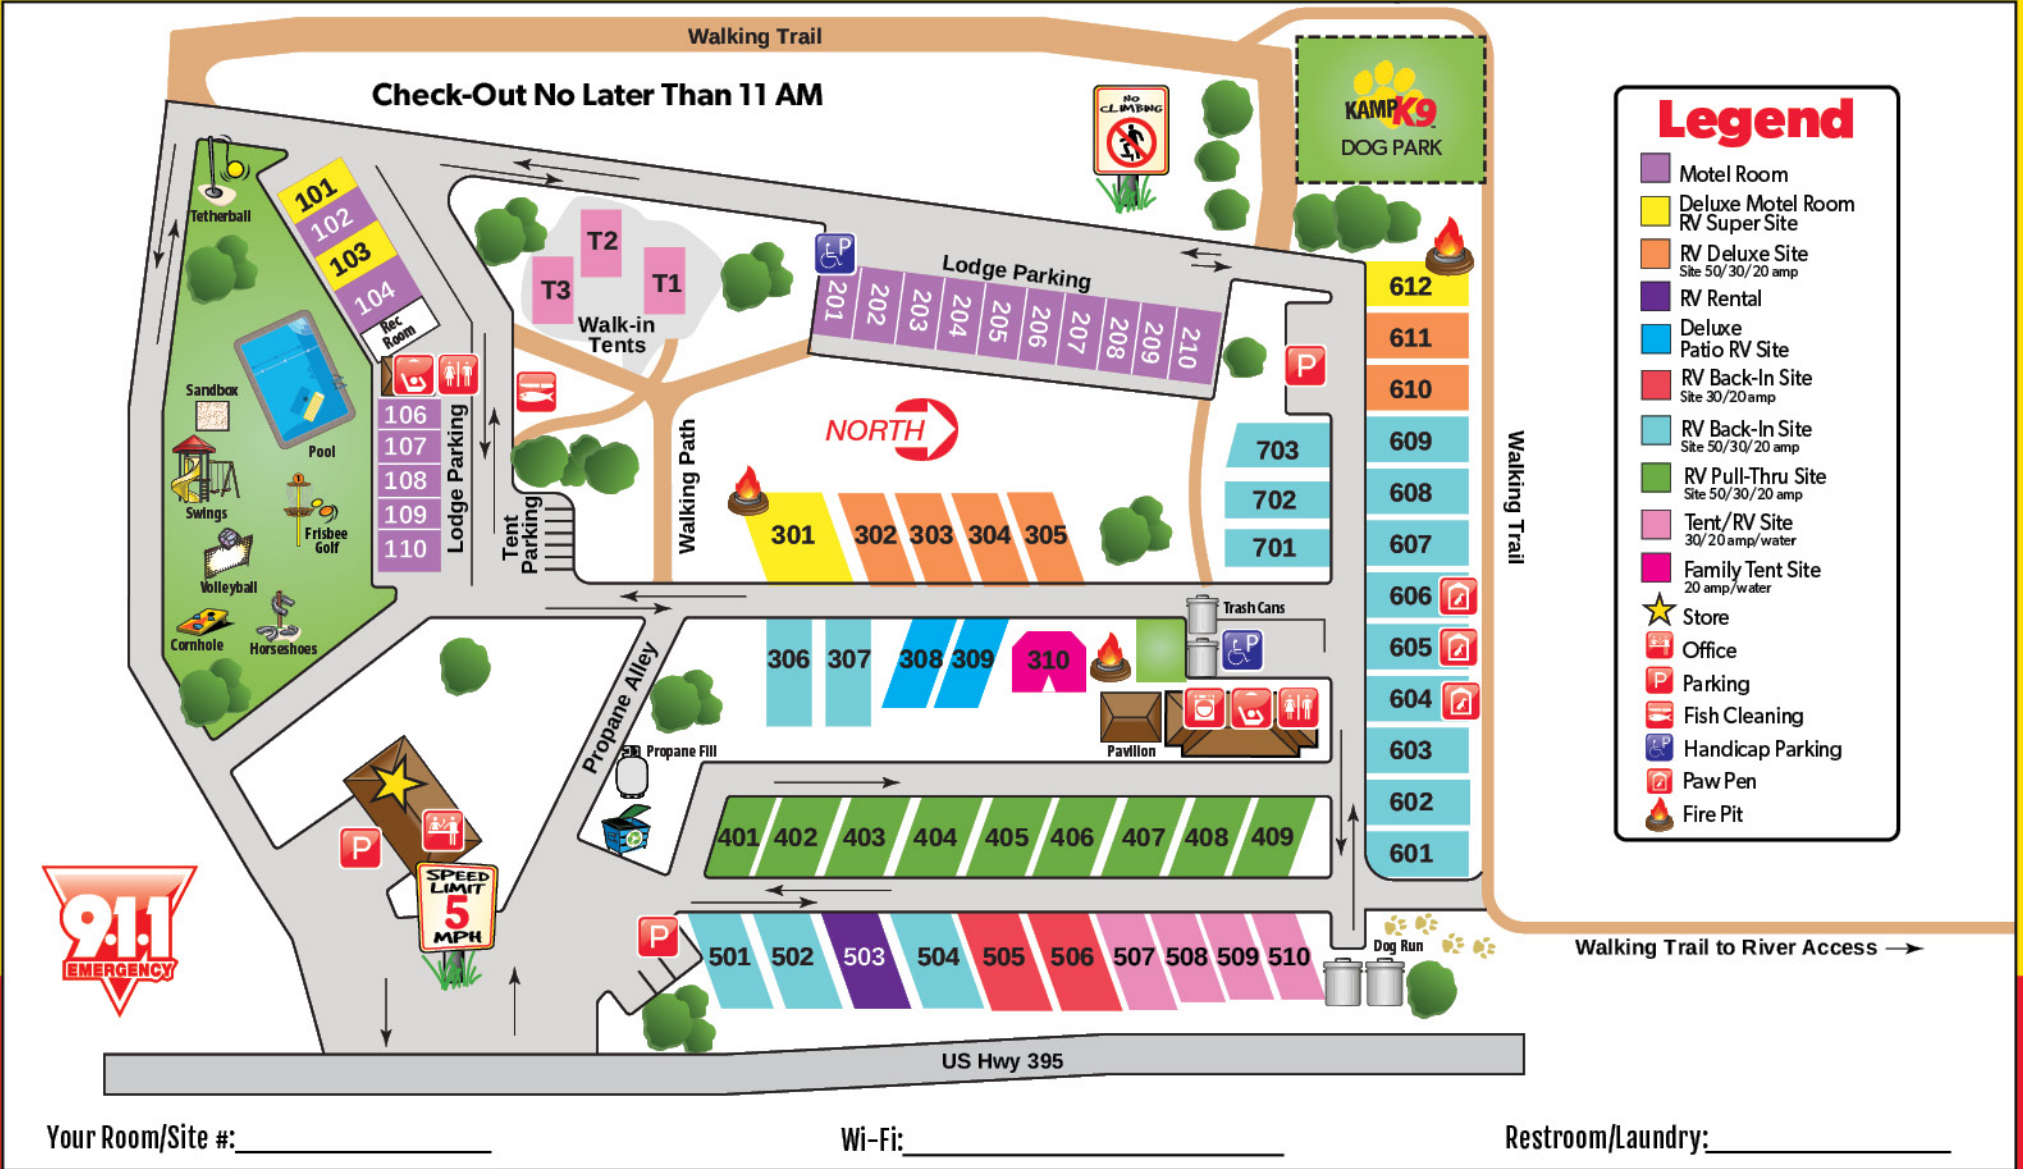 Walking Trail
Check-Out No Later Than 11 AM
NO
CLIMBING
KAMP K9
DOG PARK
Legend
Motel Room
Deluxe Motel Room
RV Super Site
RV Deluxe Site
Site 50/30/20 amp
RV Rental
Deluxe
Patio RV Site
RV Back-In Site
Site 30/20 amp
RV Back-In Site
Site 50/30/20 amp
RV Pull-Thru Site
Site 50/30/20 amp
Tent/RV Site
30/20 amp/water
Family Tent Site
20 amp/water
Store
Office
P
Parking
Fish Cleaning
P
Handicap Parking
Paw Pen
Fire Pit
Tetherball
101
102
103
104
Rec
Room
T2
T1
T3
Walk-in
Tents
P
Lodge Parking
201
202
203
204
205
206
207
208
209
210
P
612
611
610
609
608
607
606
605
604
603
602
601
Walking Trail
Sandbox
Pool
Swings
Frisbee
Golf
1
Volleyball
Cornhole
Horseshoes
106
107
108
109
110
Lodge Parking
Tent
Parking
Walking Path
NORTH
703
702
701
301
302
303
304
305
Trash Cans
P
306
307
308
309
310
Propane Alley
Propane Fill
Pavilion
401
402
403
404
405
406
407
408
409
P
SPEED
LIMIT
5
MPH
911
EMERGENCY
P
501
502
503
504
505
506
507
508
509
510
Dog Run
Walking Trail to River Access
US Hwy 395
Your Room/Site #:
Wi-Fi:
Restroom/Laundry: